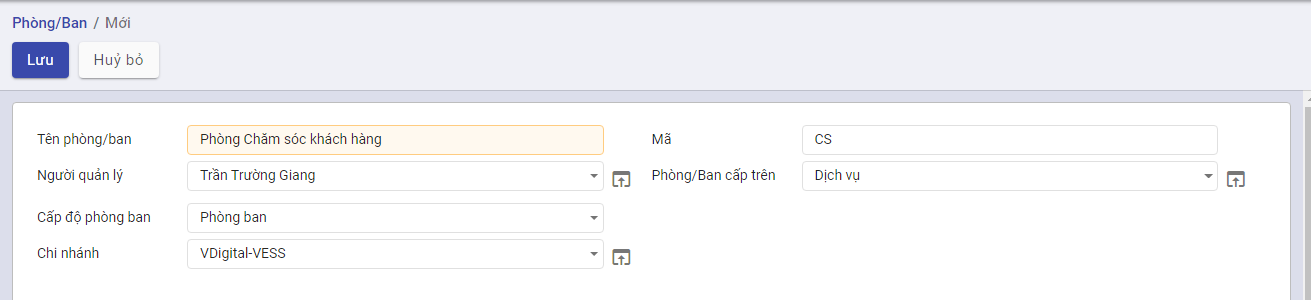 Phòng/Ban / Mới
Lưu Huỷ bỏ
Tên phòng/ban Phòng Chăm sóc khách hàng Mã CS
Người quản lý Trần Trường Giang Phòng/Ban cấp trên Dịch vụ
Cấp độ phòng ban Phòng ban
Chi nhánh VDigital-VESS